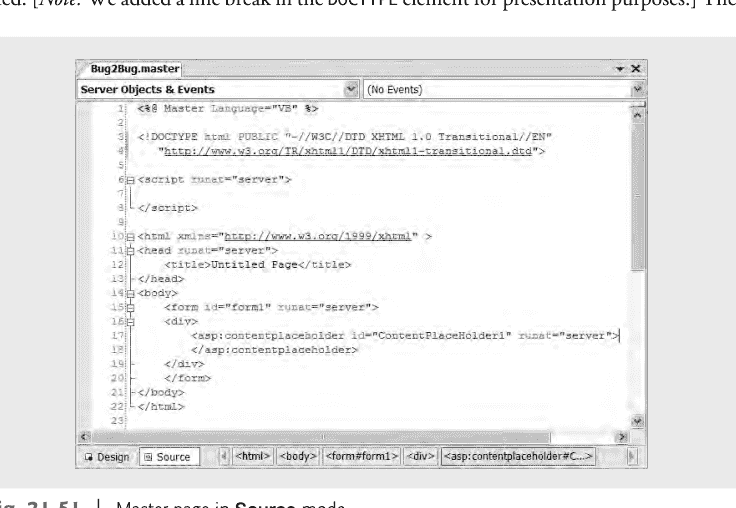 [Note: We added a line break in the DOCTYPE element for presentation purposes.] The
Bug2Bug.master
Server Objects & Events (No Events)
1 <%@ Master Language="VB" %>
2
3 <!DOCTYPE html PUBLIC "-//W3C//DTD XHTML 1.0 Transitional//EN"
4 "http://www.w3.org/TR/xhtml1/DTD/xhtml1-transitional.dtd">
5
6 <script runat="server">
7
8 </script>
9
10 <html xmlns="http://www.w3.org/1999/xhtml" >
11 <head runat="server">
12 <title>Untitled Page</title>
13 </head>
14 <body>
15 <form id="form1" runat="server">
16 <div>
17 <asp:contentplaceholder id="ContentPlaceHolder1" runat="server">
18 </asp:contentplaceholder>
19 </div>
20 </form>
21 </body>
22 </html>
23
Design Source <html> <body> <form#form1> <div> <asp:contentplaceholder#C...>
21.51 | Master page in Source mode